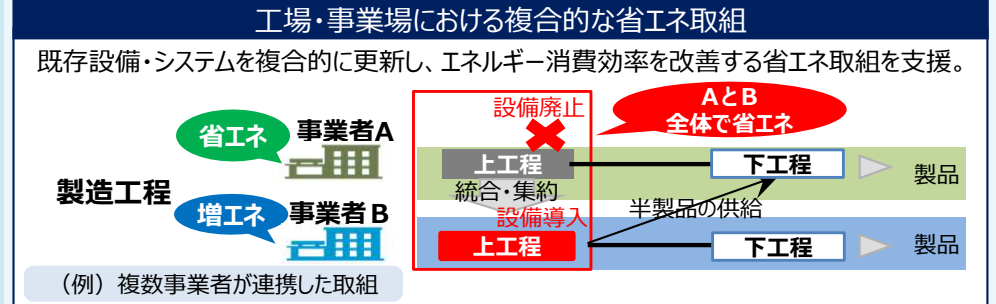 工場・事業場における複合的な省エネ取組
既存設備・システムを複合的に更新し、エネルギー消費効率を改善する省エネ取組を支援。
設備廃止
AとB
全体で省エネ
省エネ
事業者A
上工程
下工程
製品
製造工程
統合・集約
増エネ
事業者B
設備導入
半製品の供給
上工程
下工程
製品
（例）複数事業者が連携した取組